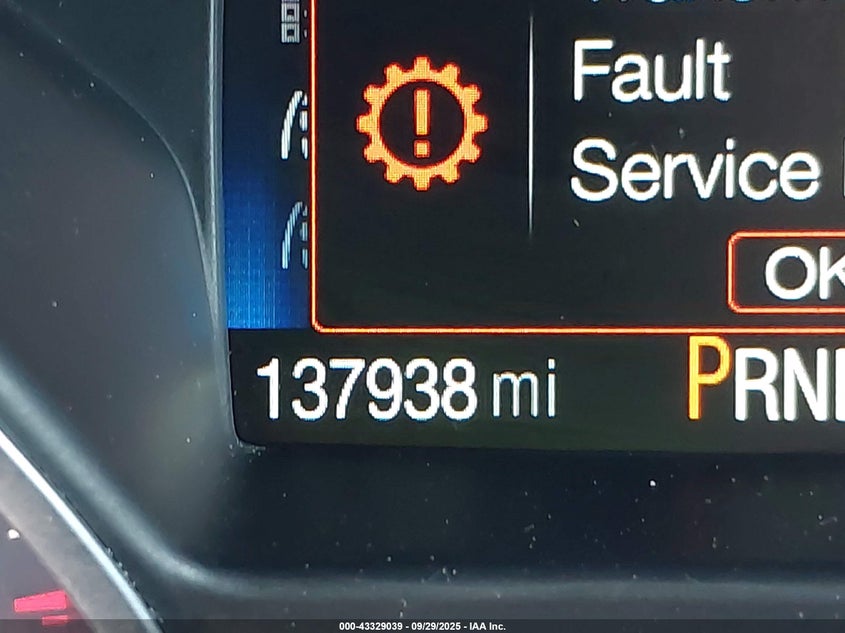 Fault
Service
OK
137938 mi
PRN
000-43329039 - 09/29/2025 - IAA Inc.